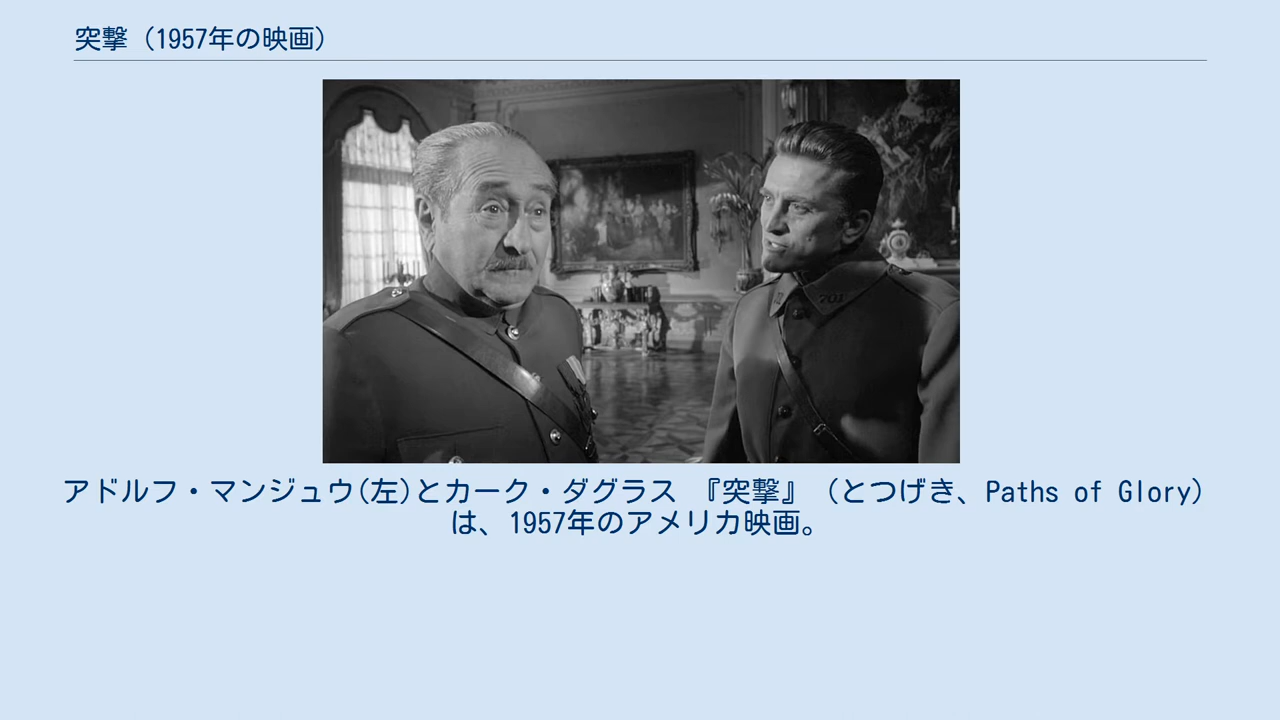 突撃（1957年の映画）
701
アドルフ・マンジュウ(左)とカーク・ダグラス 『突撃』（とつげき、Paths of Glory）
は、1957年のアメリカ映画。